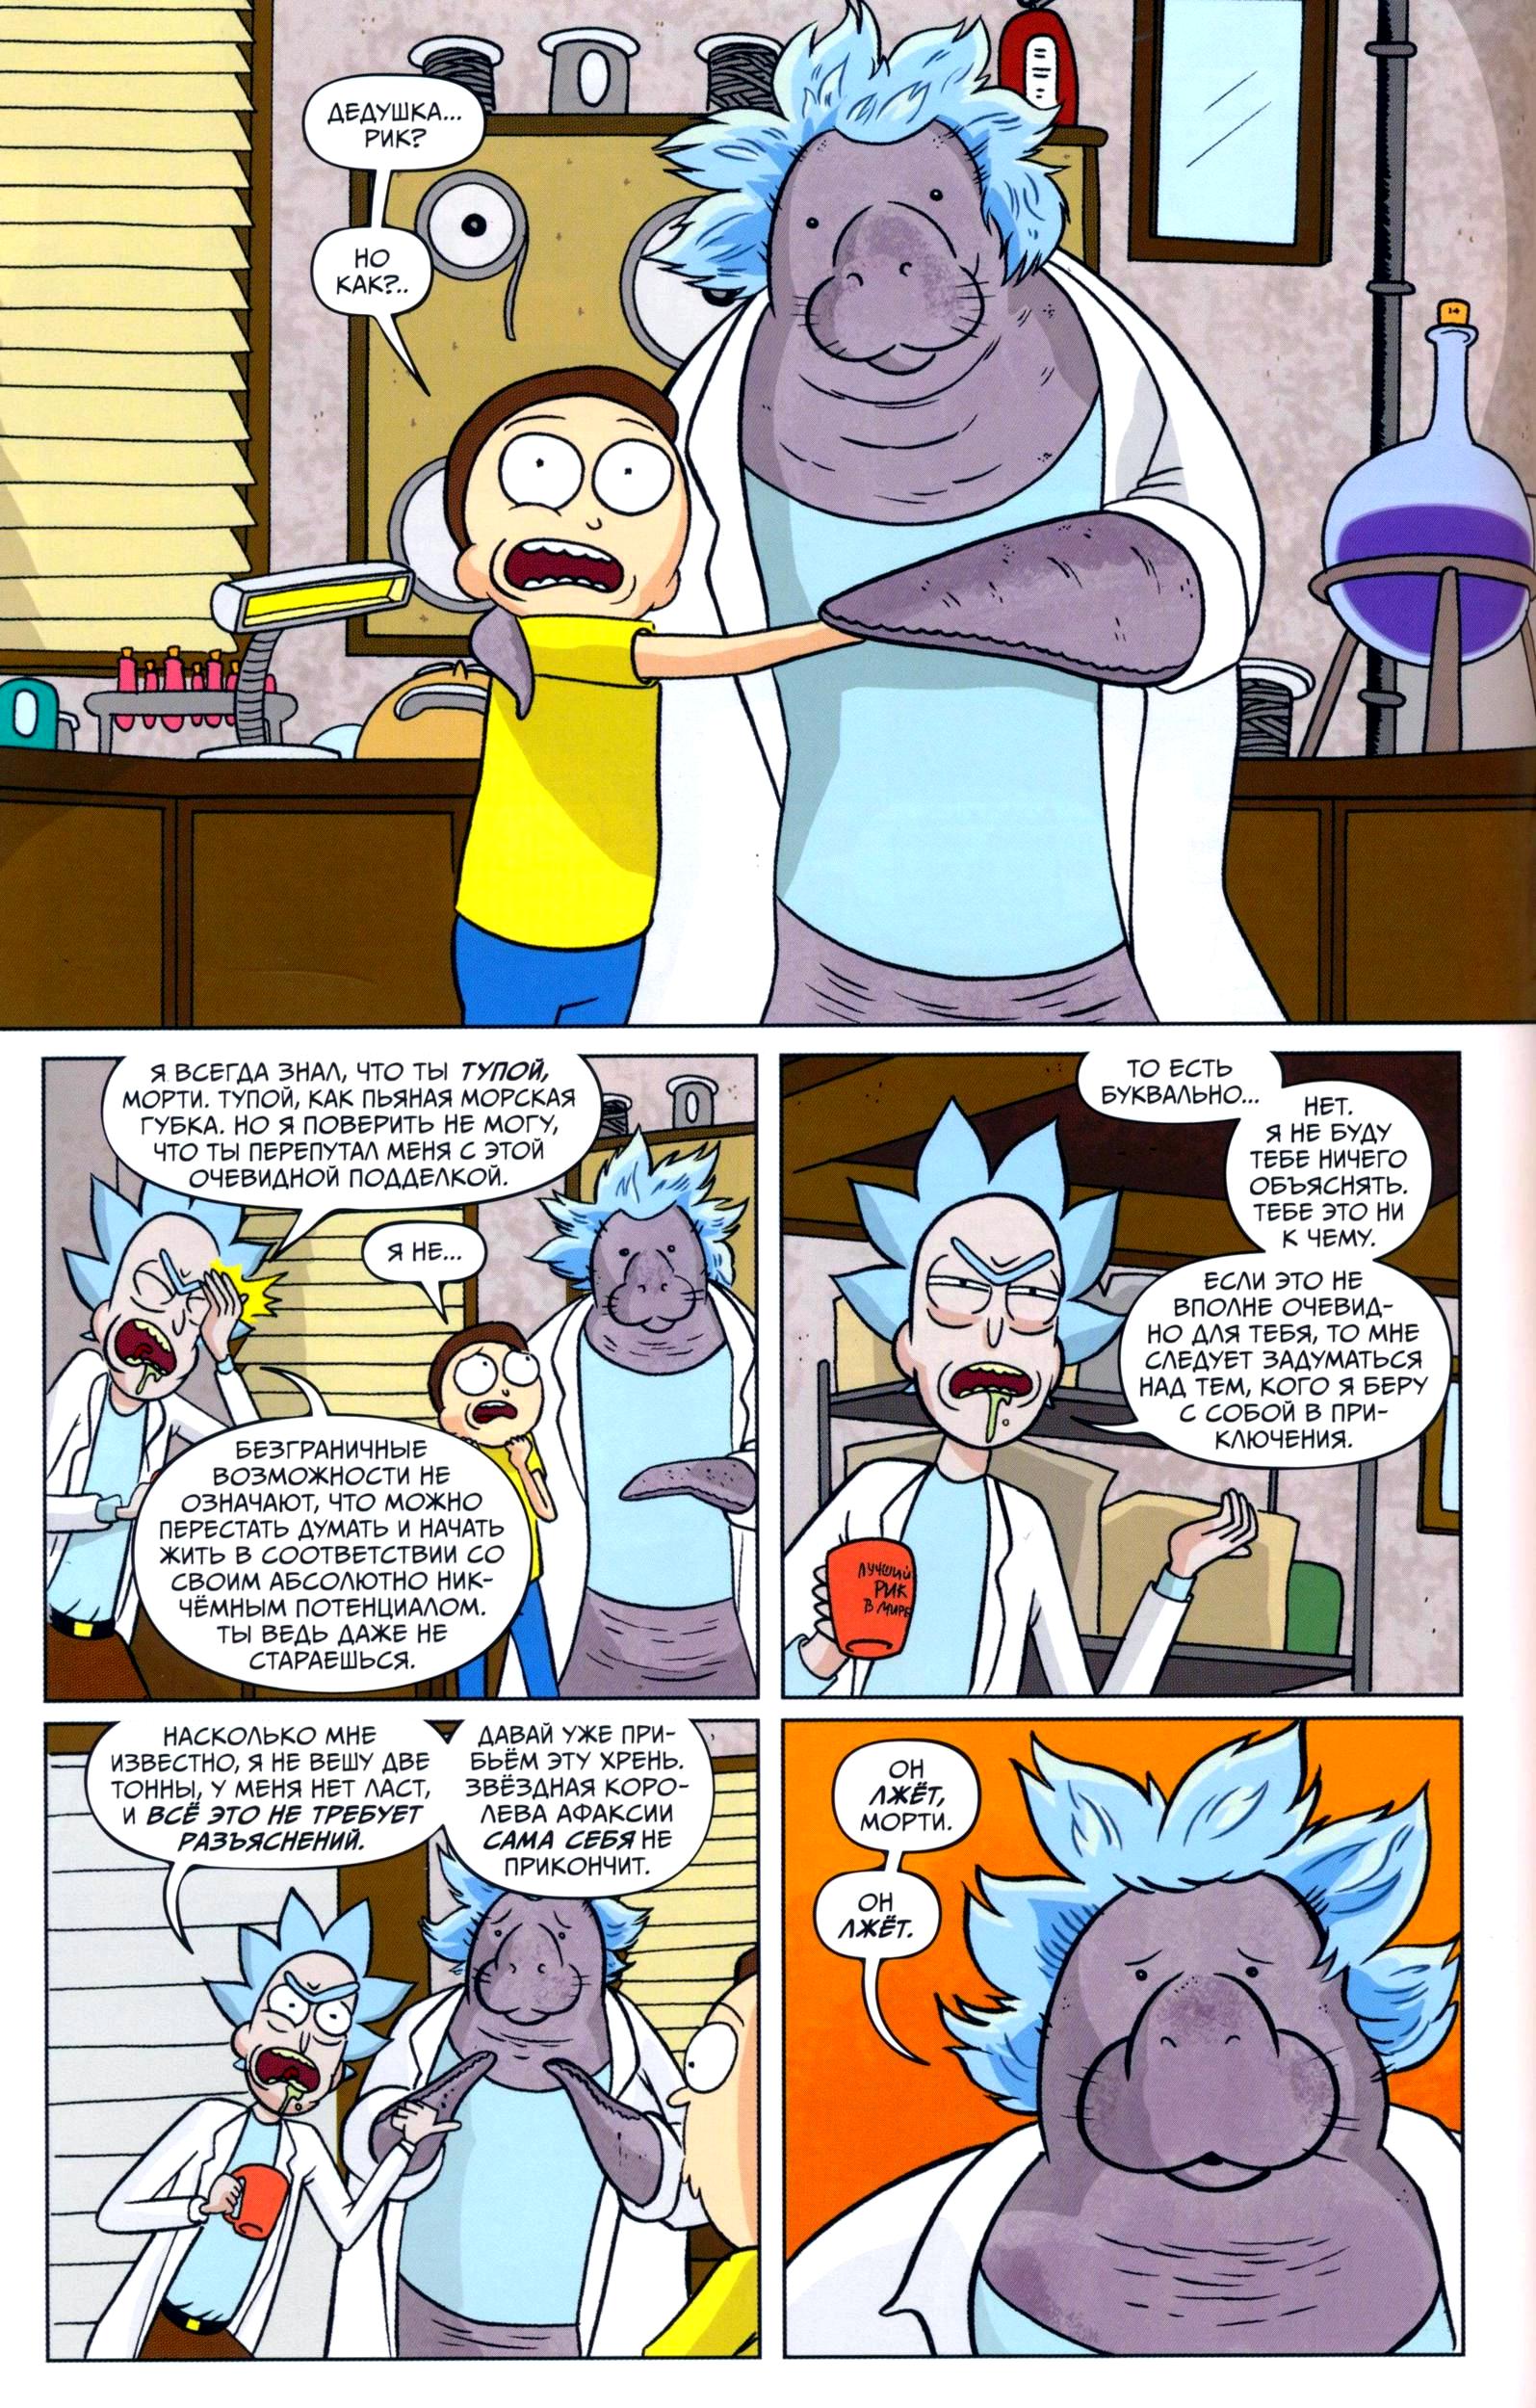 ДЕДУШКА...
РИК?
НО
КАК?..
Я ВСЕГДА ЗНАЛ, ЧТО ТЫ ТУПОЙ,
МОРТИ. ТУПОЙ, КАК ПЬЯНАЯ МОРСКАЯ
ГУБКА. НО Я ПОВЕРИТЬ НЕ МОГУ,
ЧТО ТЫ ПЕРЕПУТАЛ МЕНЯ С ЭТОЙ
ОЧЕВИДНОЙ ПОДДЕЛКОЙ.
Я НЕ...
БЕЗГРАНИЧНЫЕ
ВОЗМОЖНОСТИ НЕ
ОЗНАЧАЮТ, ЧТО МОЖНО
ПЕРЕСТАТЬ ДУМАТЬ И НАЧАТЬ
ЖИТЬ В СООТВЕТСТВИИ СО
СВОИМ АБСОЛЮТНО НИК-
ЧЁМНЫМ ПОТЕНЦИАЛОМ.
ТЫ ВЕДЬ ДАЖЕ НЕ
СТАРАЕШЬСЯ.
ТО ЕСТЬ
БУКВАЛЬНО...
НЕТ.
Я НЕ БУДУ
ТЕБЕ НИЧЕГО
ОБЪЯСНЯТЬ.
ТЕБЕ ЭТО НИ
К ЧЕМУ.
ЕСЛИ ЭТО НЕ
ВПОЛНЕ ОЧЕВИД-
НО ДЛЯ ТЕБЯ, ТО МНЕ
СЛЕДУЕТ ЗАДУМАТЬСЯ
НАД ТЕМ, КОГО Я БЕРУ
С СОБОЙ В ПРИ-
КЛЮЧЕНИЯ.
ЛУЧШИЙ
РИК
В МИРЕ
НАСКОЛЬКО МНЕ
ИЗВЕСТНО, Я НЕ ВЕШУ ДВЕ
ТОННЫ, У МЕНЯ НЕТ ЛАСТ,
И ВСЁ ЭТО НЕ ТРЕБУЕТ
РАЗЪЯСНЕНИЙ.
ДАВАЙ УЖЕ ПРИ-
БЬЁМ ЭТУ ХРЕНЬ.
ЗВЁЗДНАЯ КОРО-
ЛЕВА АФАКСИИ
САМА СЕБЯ НЕ
ПРИКОНЧИТ.
ОН
ЛЖЁТ,
МОРТИ.
ОН
ЛЖЁТ.